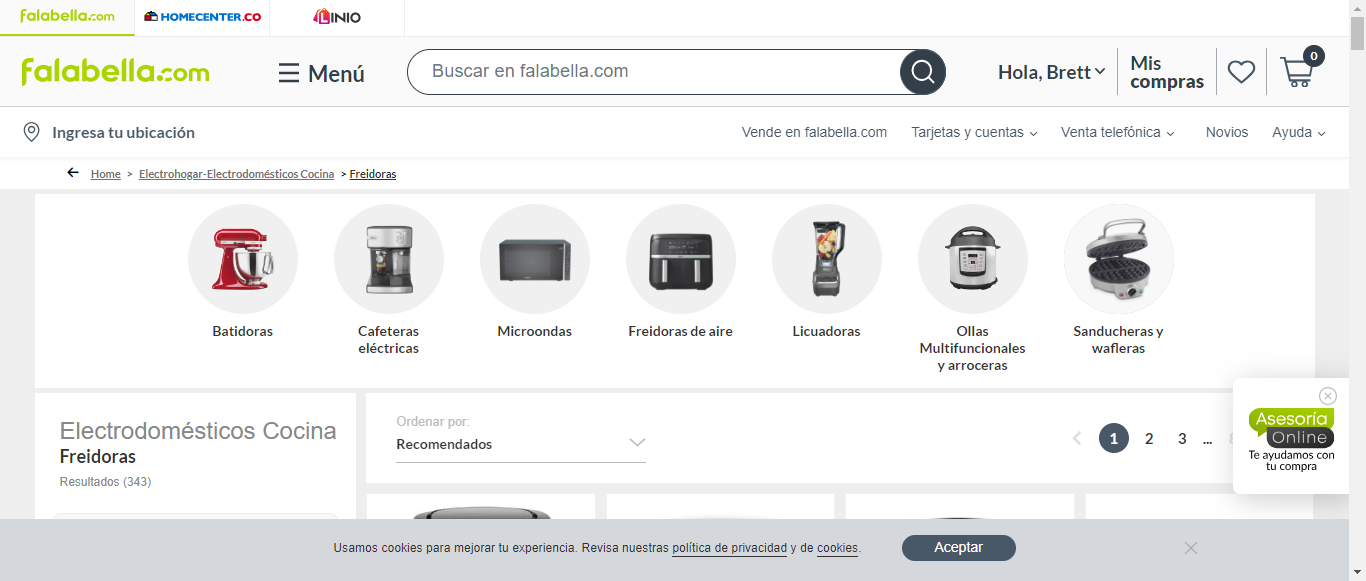 falabella.com
HOMECENTER.CO
LINIO
falabella.com
Menú
Buscar en falabella.com
Hola, Brett
Mis
compras
0
Ingresa tu ubicación
Vende en falabella.com
Tarjetas y cuentas
Venta telefónica
Novios
Ayuda
Home > Electrohogar-Electrodomésticos Cocina > Freidoras
Batidoras
Cafeteras
eléctricas
Microondas
Freidoras de aire
Licuadoras
Ollas
Multifuncionales
y arroceras
Sanducheras y
wafleras
Electrodomésticos Cocina
Freidoras
Resultados (343)
Ordenar por:
Recomendados
1 2 3 ...
Asesoría
Online
Te ayudamos con
tu compra
Usamos cookies para mejorar tu experiencia. Revisa nuestras política de privacidad y de cookies.
Aceptar